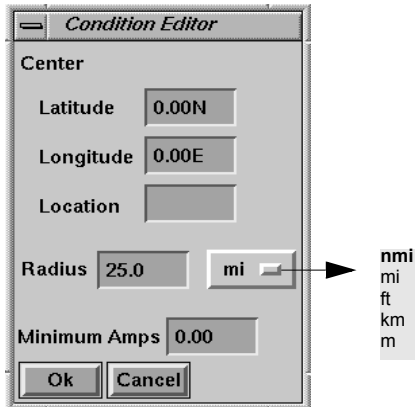 Condition Editor
Center
Latitude 0.00N
Longitude 0.00E
Location
Radius 25.0 mi
nmi
mi
ft
km
m
Minimum Amps 0.00
Ok Cancel